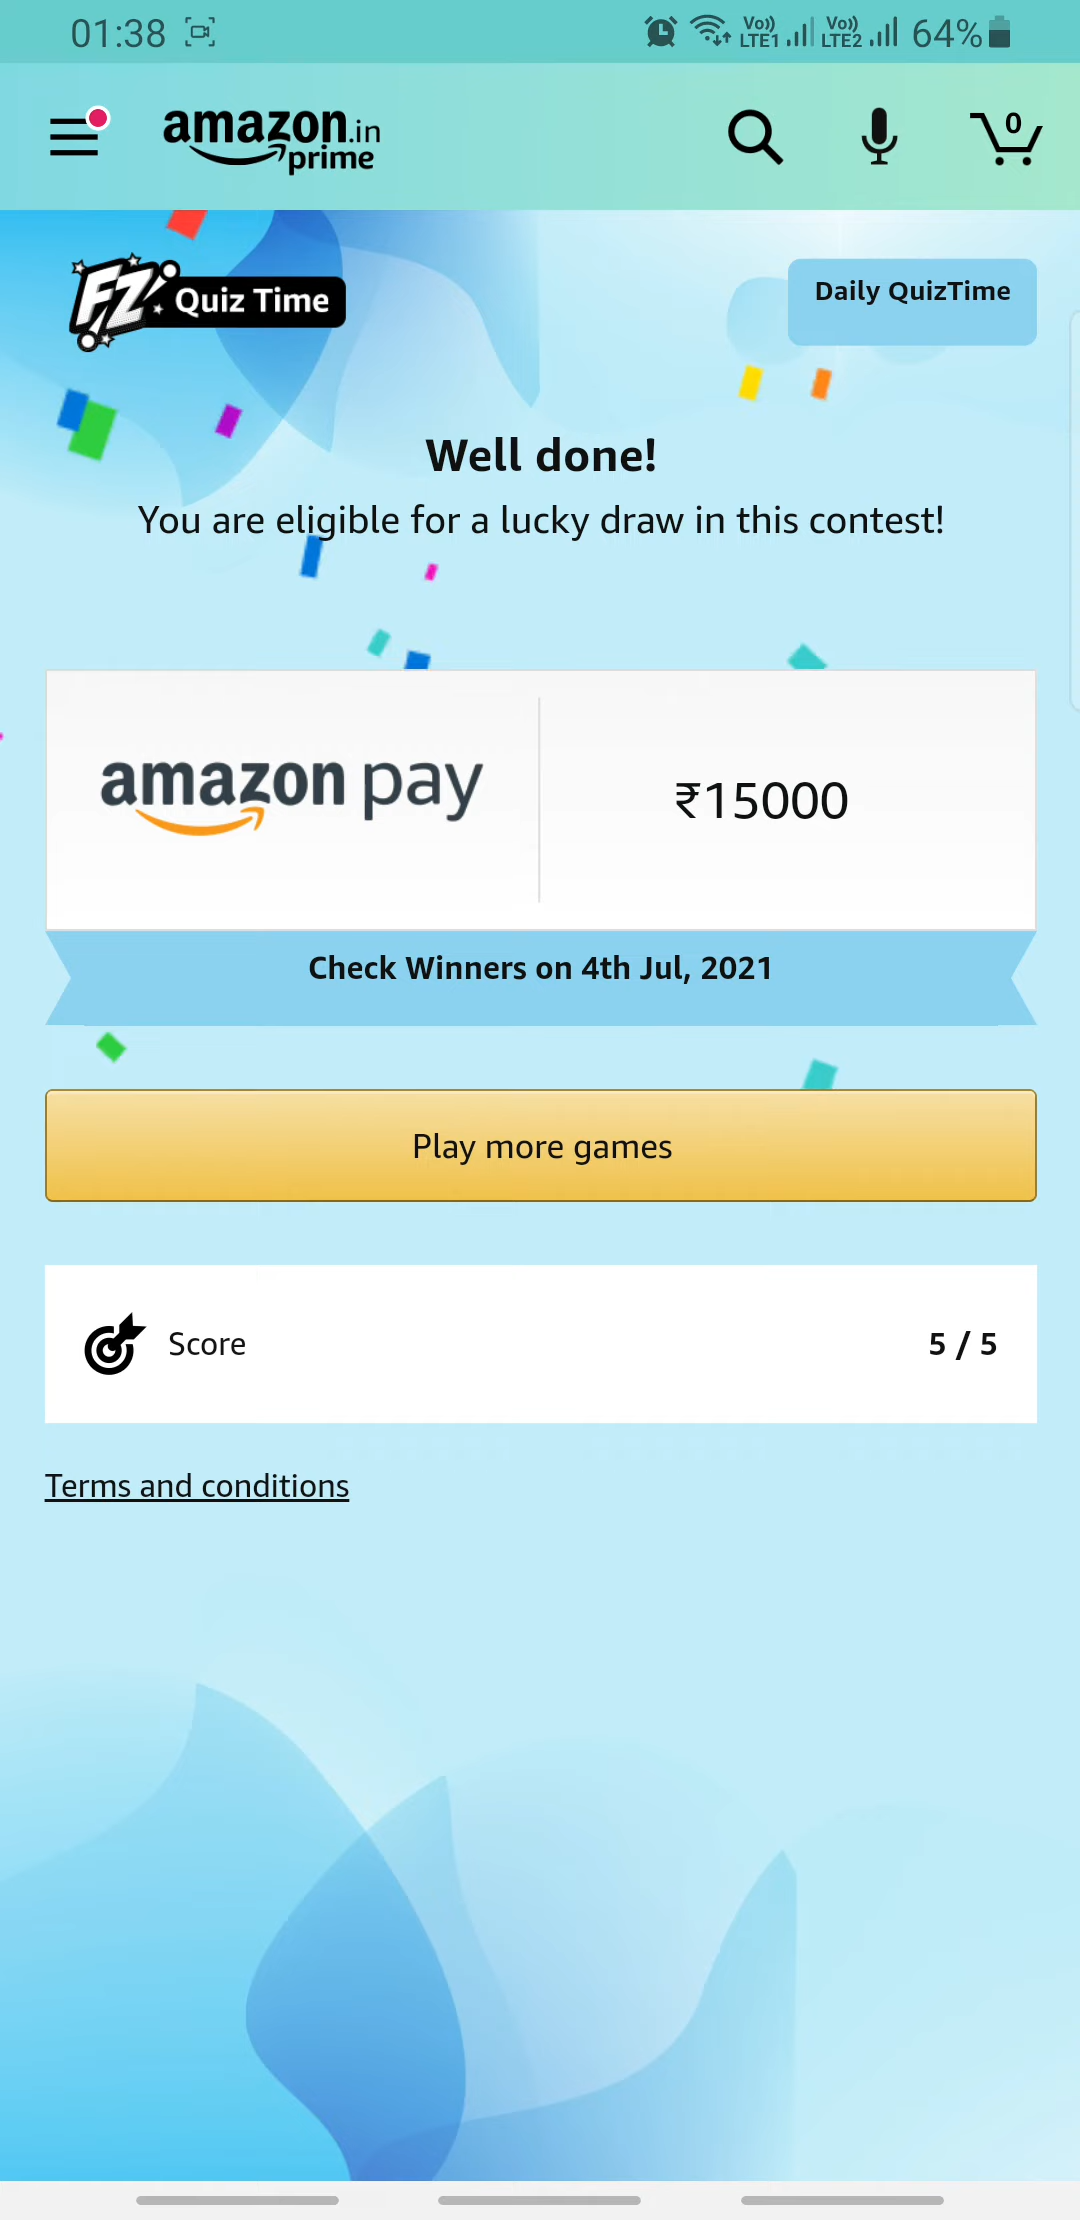 01:38
Vo)) LTE1 Vo)) LTE2 64%
amazon.in
prime
0
FZ Quiz Time
Daily QuizTime
Well done!
You are eligible for a lucky draw in this contest!
amazon pay
₹15000
Check Winners on 4th Jul, 2021
Play more games
Score 5 / 5
Terms and conditions